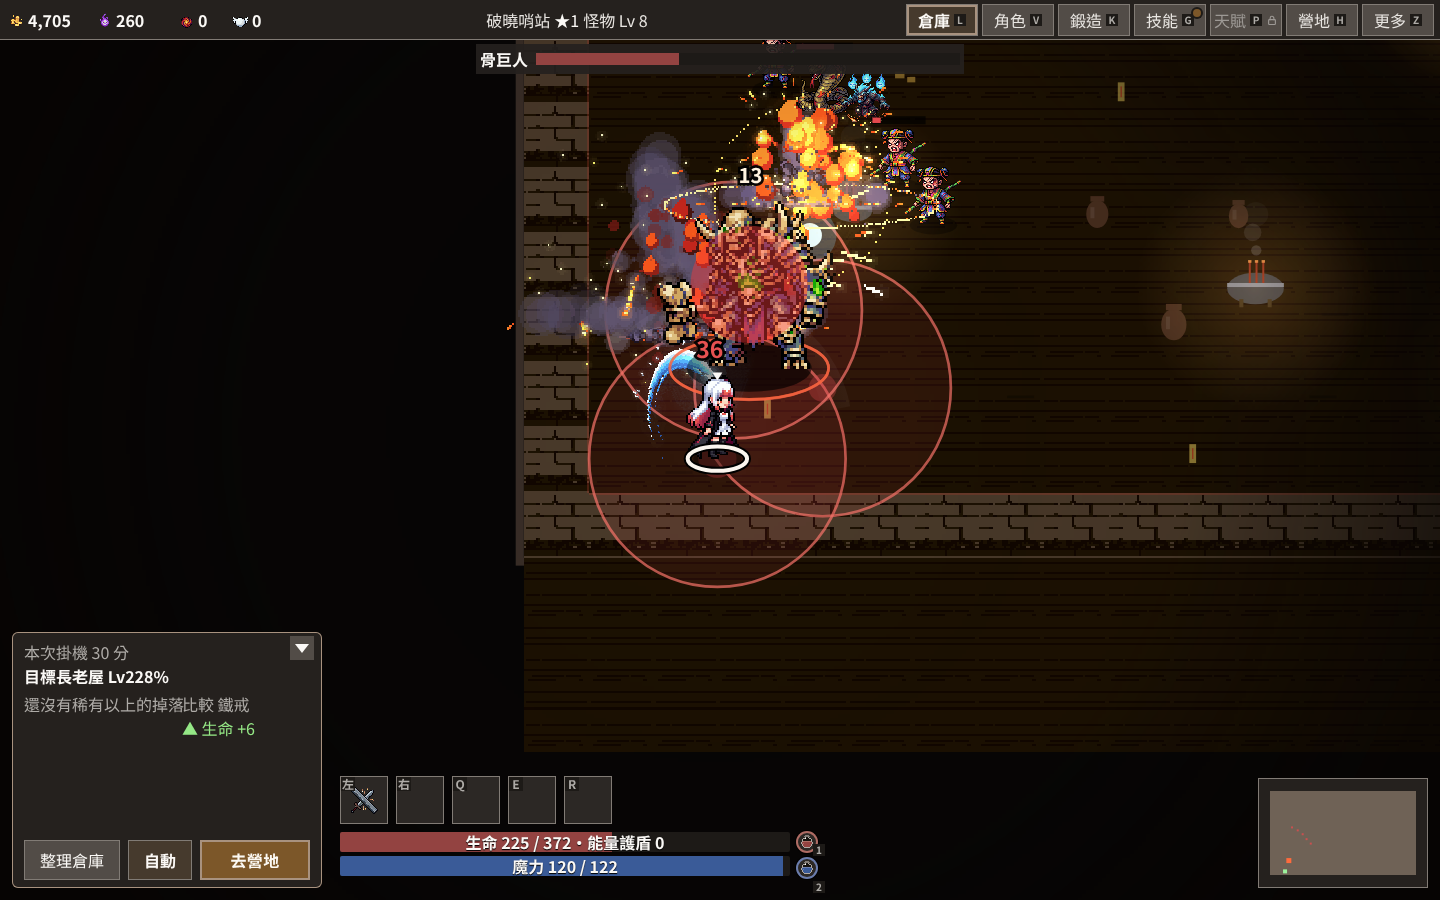 4,705 260 0 0 破曉哨站 ★1 怪物 Lv 8 倉庫 L 角色 V 鍛造 K 技能 G 天賦 P 營地 H 更多 Z
骨巨人
13
36
本次掛機 30 分
目標長老屋 Lv228%
還沒有稀有以上的掉落比較 鐵戒
▲ 生命 +6
整理倉庫 自動 去營地
左 右 Q E R
生命 225 / 372・能量護盾 0 1
魔力 120 / 122 2